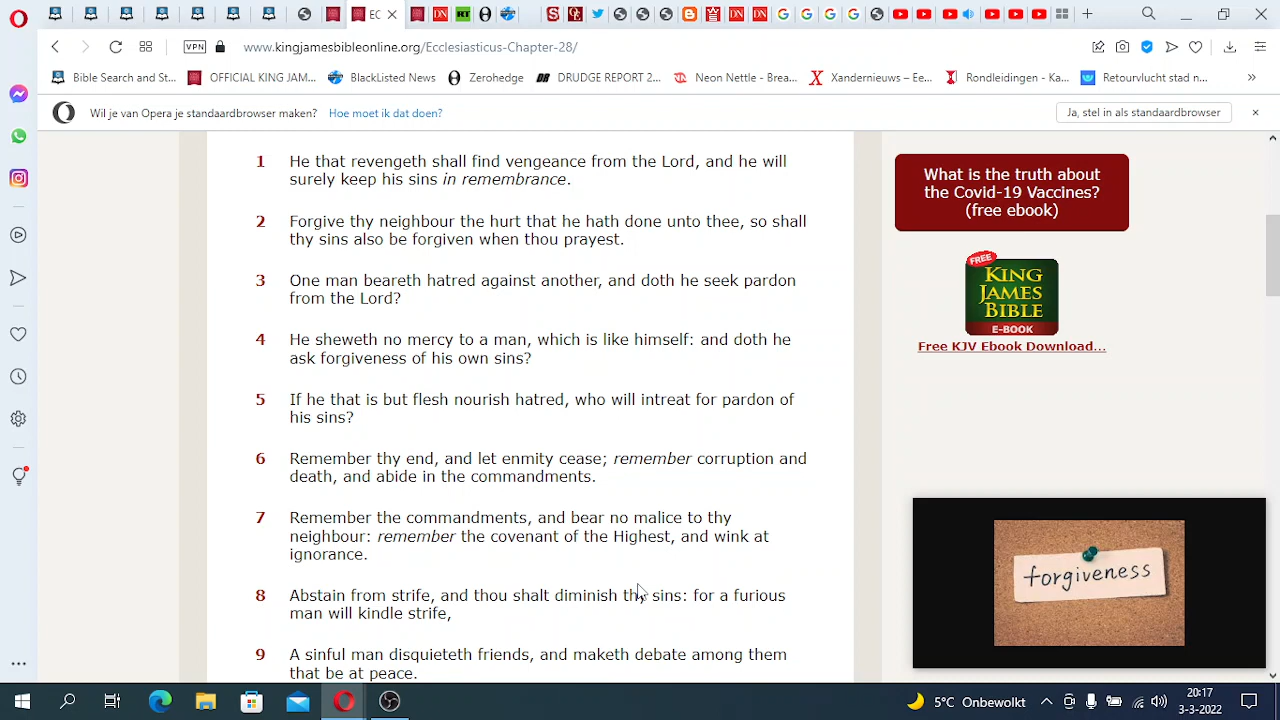 EC
DN
RT
DN
DN
VPN
www.kingjamesbibleonline.org/Ecclesiasticus-Chapter-28/
Bible Search and St...
OFFICIAL KING JAM...
BlackListed News
Zerohedge
DRUDGE REPORT 2...
Neon Nettle - Brea...
Xandernieuws – Ee...
Rondleidingen - Ka...
Retourvlucht stad n...
»
Wil je van Opera je standaardbrowser maken? Hoe moet ik dat doen?
Ja, stel in als standaardbrowser
1 He that revengeth shall find vengeance from the Lord, and he will
surely keep his sins in remembrance.
2 Forgive thy neighbour the hurt that he hath done unto thee, so shall
thy sins also be forgiven when thou prayest.
3 One man beareth hatred against another, and doth he seek pardon
from the Lord?
4 He sheweth no mercy to a man, which is like himself: and doth he
ask forgiveness of his own sins?
5 If he that is but flesh nourish hatred, who will intreat for pardon of
his sins?
6 Remember thy end, and let enmity cease; remember corruption and
death, and abide in the commandments.
7 Remember the commandments, and bear no malice to thy
neighbour: remember the covenant of the Highest, and wink at
ignorance.
8 Abstain from strife, and thou shalt diminish thy sins: for a furious
man will kindle strife,
9 A sinful man disquieteth friends, and maketh debate among them
that be at peace.
What is the truth about
the Covid-19 Vaccines?
(free ebook)
FREE
KING
JAMES
BIBLE
E-BOOK
Free KJV Ebook Download...
forgiveness
5°C Onbewolkt
20:17
3-3-2022